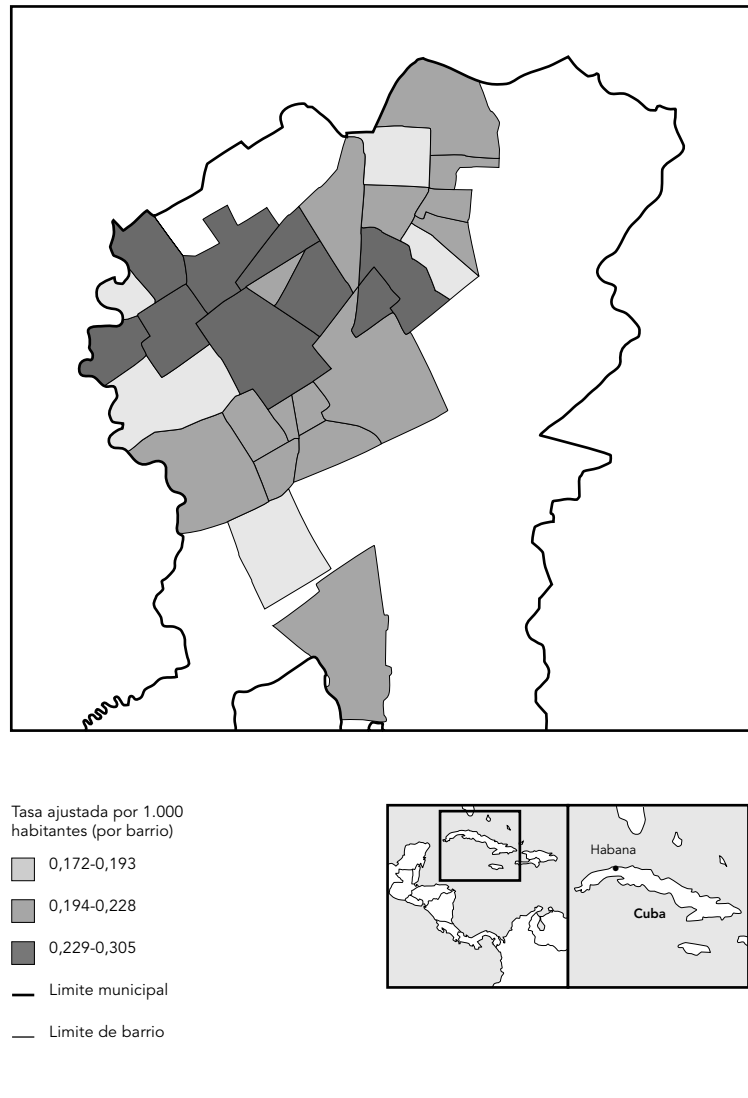 Tasa ajustada por 1.000
habitantes (por barrio)
0,172-0,193
0,194-0,228
0,229-0,305
Limite municipal
Limite de barrio
Habana
Cuba